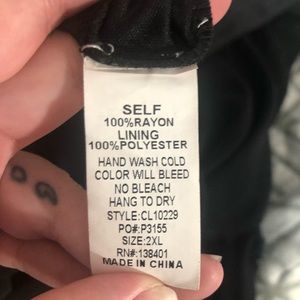 SELF
100%RAYON
LINING
100%POLYESTER
HAND WASH COLD
COLOR WILL BLEED
NO BLEACH
HANG TO DRY
STYLE:CL10229
PO#:P3155
SIZE:2XL
RN#:138401
MADE IN CHINA